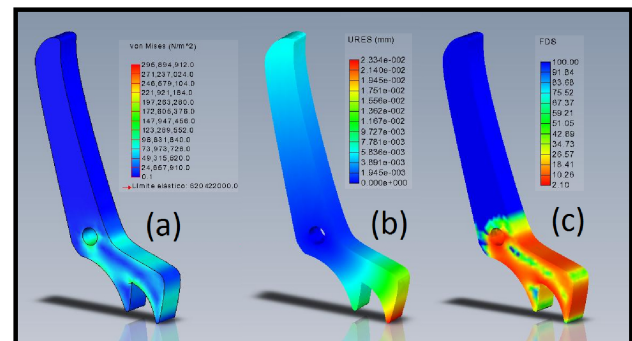 Von Mises (N/m^2)
296,694,912.0
271,237,024.0
246,579,104.0
221,921,184.0
197,263,280.0
172,605,376.0
147,947,456.0
123,289,552.0
98,631,640.0
73,973,728.0
49,315,820.0
24,657,910.0
0.1
Límite elástico: 620422000.0
(a)
URES (mm)
2.334e-002
2.140e-002
1.945e-002
1.751e-002
1.556e-002
1.362e-002
1.167e-002
9.727e-003
7.781e-003
5.836e-003
3.891e-003
1.945e-003
0.000e+000
(b)
FDS
100.00
91.84
83.68
75.52
67.37
59.21
51.05
42.89
34.73
26.57
18.41
10.26
2.10
(c)